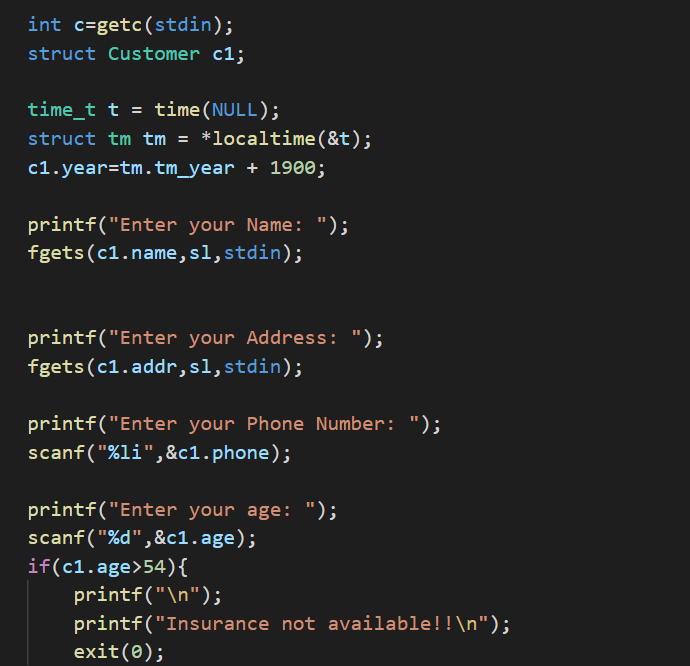 int c=getc(stdin);
struct Customer c1;
time_t t = time(NULL);
struct tm tm = *localtime(&t);
c1.year=tm.tm_year + 1900;
printf("Enter your Name: ");
fgets(c1.name,sl,stdin);
printf("Enter your Address: ");
fgets(c1.addr,sl,stdin);
printf("Enter your Phone Number: ");
scanf("%li",&c1.phone);
printf("Enter your age: ");
scanf("%d",&c1.age);
if(c1.age>54){
    printf("\n");
    printf("Insurance not available!!\n");
    exit(0);